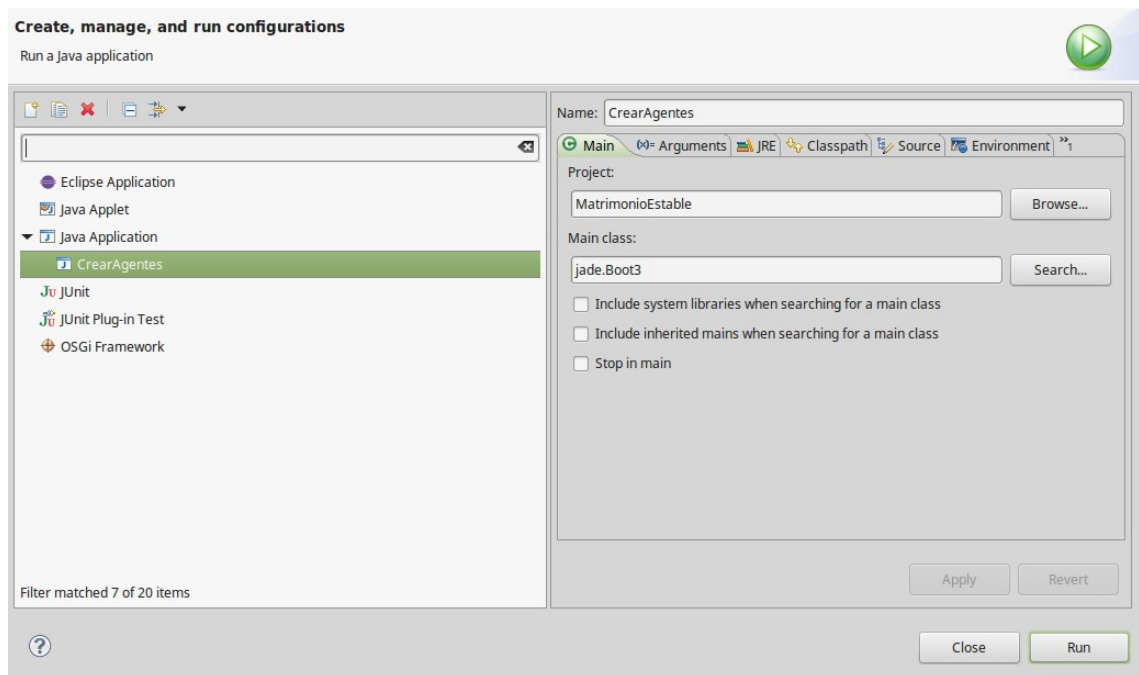 Create, manage, and run configurations
Run a Java application
Name: CrearAgentes
Main (x)= Arguments JRE Classpath Source Environment »1
Project:
MatrimonioEstable Browse...
Main class:
jade.Boot3 Search...
Include system libraries when searching for a main class
Include inherited mains when searching for a main class
Stop in main
Eclipse Application
Java Applet
Java Application
CrearAgentes
JUnit
JUnit Plug-in Test
OSGi Framework
Filter matched 7 of 20 items
Apply Revert
Close Run